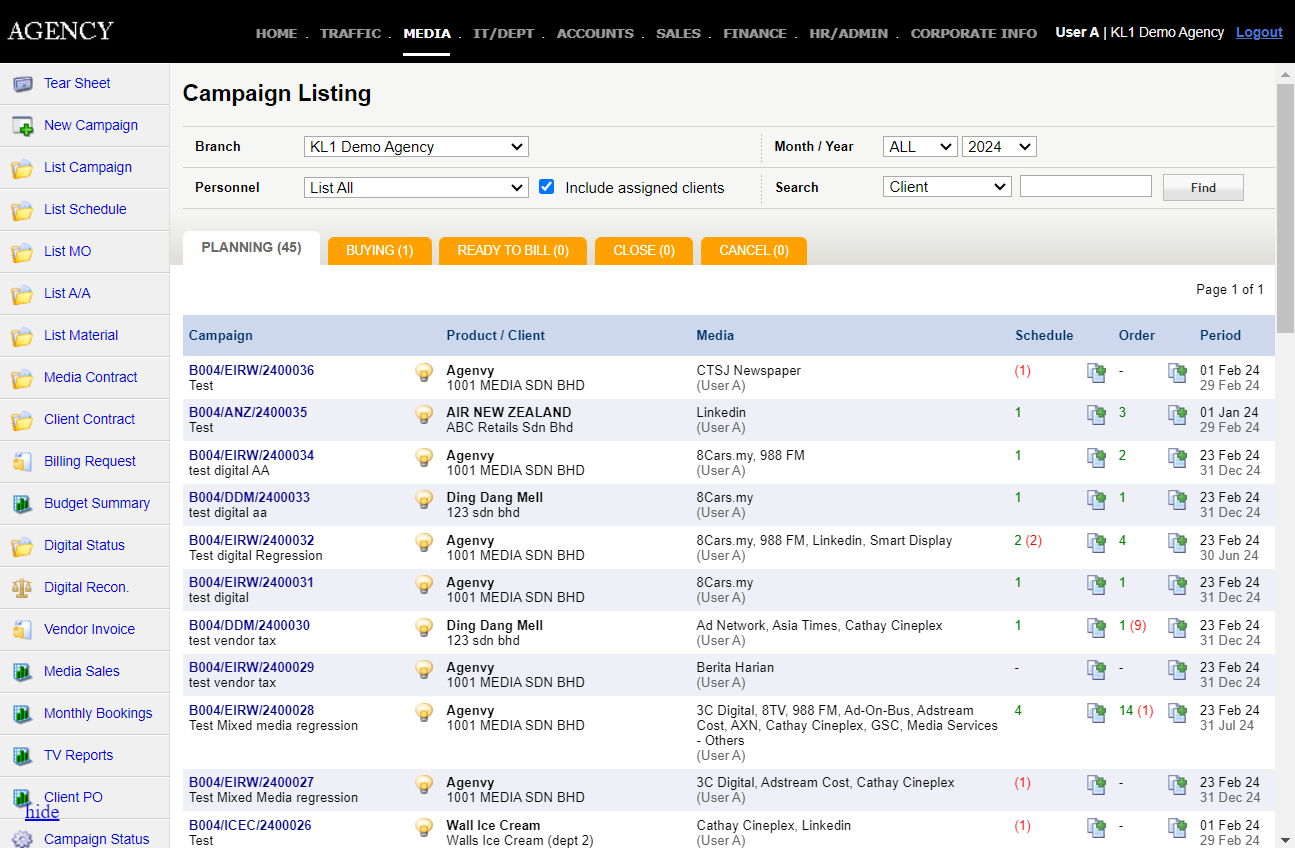 AGENCY
HOME . TRAFFIC . MEDIA . IT/DEPT . ACCOUNTS . SALES . FINANCE . HR/ADMIN . CORPORATE INFO
User A | KL1 Demo Agency Logout
Tear Sheet
New Campaign
List Campaign
List Schedule
List MO
List A/A
List Material
Media Contract
Client Contract
Billing Request
Budget Summary
Digital Status
Digital Recon.
Vendor Invoice
Media Sales
Monthly Bookings
TV Reports
Client PO
hide
Campaign Status
Campaign Listing
Branch KL1 Demo Agency Month / Year ALL 2024
Personnel List All Include assigned clients Search Client Find
PLANNING (45) BUYING (1) READY TO BILL (0) CLOSE (0) CANCEL (0)
Page 1 of 1
Campaign Product / Client Media Schedule Order Period
B004/EIRW/2400036 Agenvy CTSJ Newspaper (1) - 01 Feb 24
Test 1001 MEDIA SDN BHD (User A) 29 Feb 24
B004/ANZ/2400035 AIR NEW ZEALAND Linkedin 1 3 01 Jan 24
Test ABC Retails Sdn Bhd (User A) 29 Feb 24
B004/EIRW/2400034 Agenvy 8Cars.my, 988 FM 1 2 23 Feb 24
test digital AA 1001 MEDIA SDN BHD (User A) 31 Dec 24
B004/DDM/2400033 Ding Dang Mell 8Cars.my 1 1 23 Feb 24
test digital aa 123 sdn bhd (User A) 31 Dec 24
B004/EIRW/2400032 Agenvy 8Cars.my, 988 FM, Linkedin, Smart Display 2 (2) 4 23 Feb 24
Test digital Regression 1001 MEDIA SDN BHD (User A) 30 Jun 24
B004/EIRW/2400031 Agenvy 8Cars.my 1 1 23 Feb 24
test digital 1001 MEDIA SDN BHD (User A) 31 Dec 24
B004/DDM/2400030 Ding Dang Mell Ad Network, Asia Times, Cathay Cineplex 1 1 (9) 23 Feb 24
test vendor tax 123 sdn bhd (User A) 31 Dec 24
B004/EIRW/2400029 Agenvy Berita Harian - - 23 Feb 24
test vendor tax 1001 MEDIA SDN BHD (User A) 31 Dec 24
B004/EIRW/2400028 Agenvy 3C Digital, 8TV, 988 FM, Ad-On-Bus, Adstream 4 14 (1) 23 Feb 24
Test Mixed media regression 1001 MEDIA SDN BHD Cost, AXN, Cathay Cineplex, GSC, Media Services 31 Jul 24
- Others
(User A)
B004/EIRW/2400027 Agenvy 3C Digital, Adstream Cost, Cathay Cineplex (1) - 23 Feb 24
Test Mixed Media regression 1001 MEDIA SDN BHD (User A) 31 Dec 24
B004/ICEC/2400026 Wall Ice Cream Cathay Cineplex, Linkedin (1) - 01 Feb 24
Test Walls Ice Cream (dept 2) (User A) 29 Feb 24